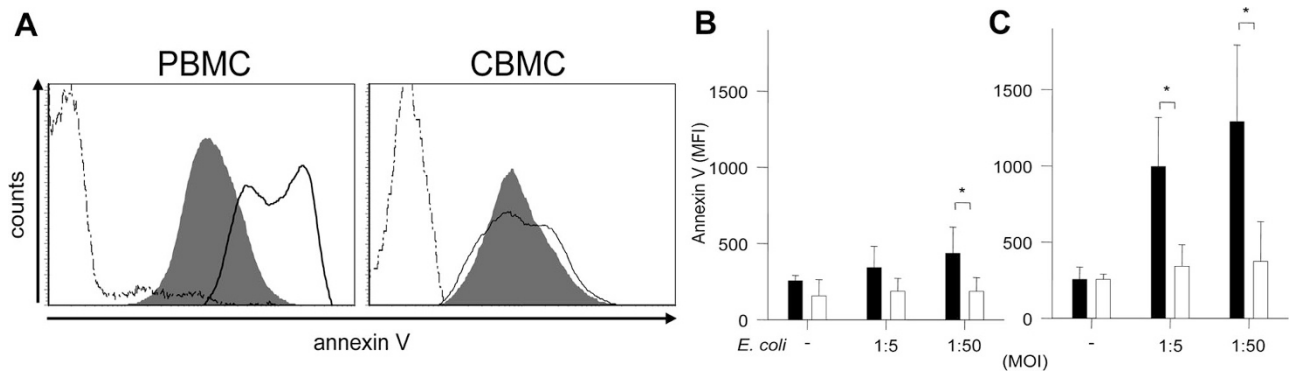 A
PBMC
CBMC
counts
annexin V
B
Annexin V (MFI)
1500
1000
500
0
*
E. coli
-
1:5
1:50
C
1500
1000
500
0
*
*
-
1:5
1:50
(MOI)